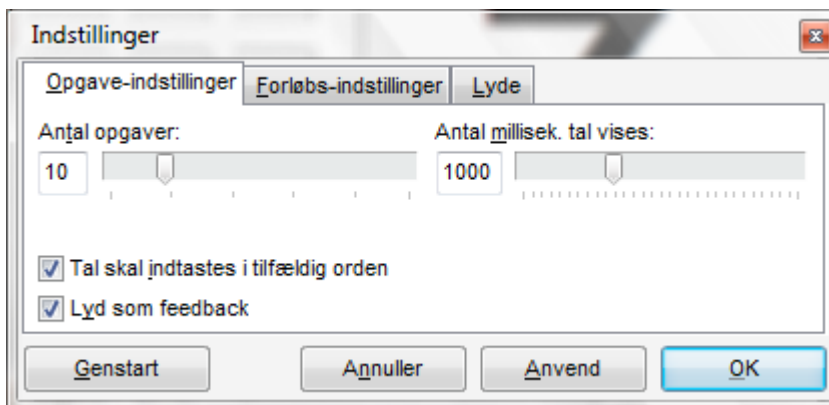 Indstillinger
Opgave-indstillinger Forløbs-indstillinger Lyde
Antal opgaver: Antal millisek. tal vises:
10 1000
Tal skal indtastes i tilfældig orden
Lyd som feedback
Genstart Annuller Anvend OK